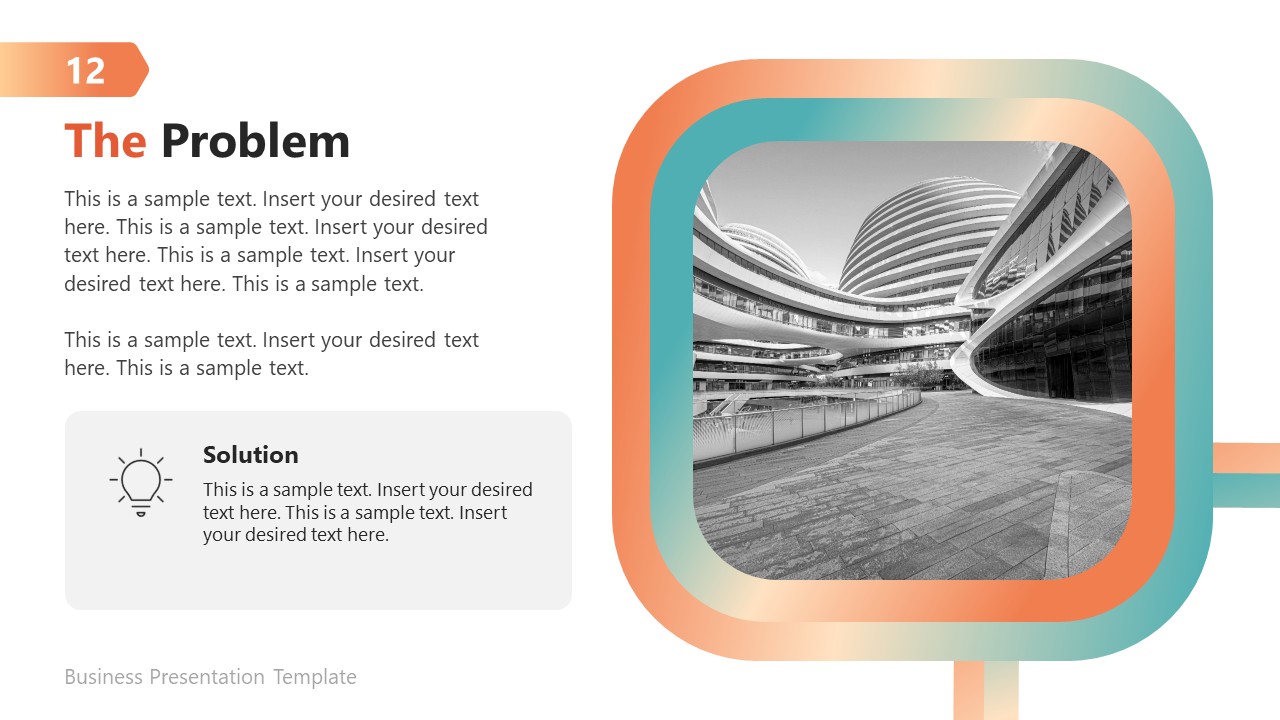 12
The Problem
This is a sample text. Insert your desired text
here. This is a sample text. Insert your desired
text here. This is a sample text. Insert your
desired text here. This is a sample text.
This is a sample text. Insert your desired text
here. This is a sample text.
Solution
This is a sample text. Insert your desired
text here. This is a sample text. Insert
your desired text here.
Business Presentation Template